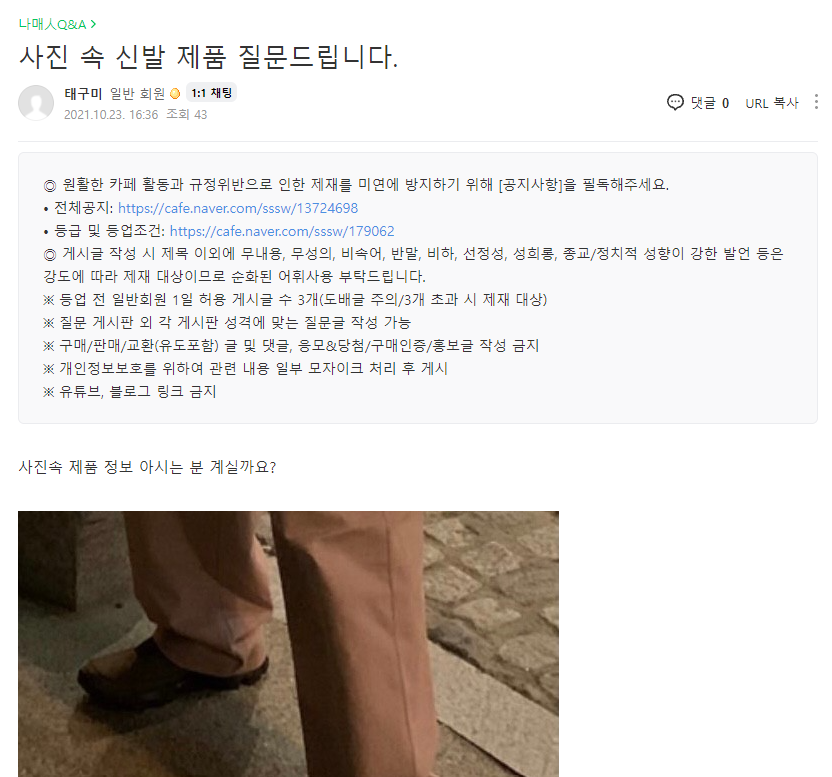 나매人Q&A >
사진 속 신발 제품 질문드립니다.
태구미 일반 회원 1:1 채팅
2021.10.23. 16:36 조회 43
댓글 0 URL 복사
◎ 원활한 카페 활동과 규정위반으로 인한 제재를 미연에 방지하기 위해 [공지사항]을 필독해주세요.
• 전체공지: https://cafe.naver.com/sssw/13724698
• 등급 및 등업조건: https://cafe.naver.com/sssw/179062
◎ 게시글 작성 시 제목 이외에 무내용, 무성의, 비속어, 반말, 비하, 선정성, 성희롱, 종교/정치적 성향이 강한 발언 등은
강도에 따라 제재 대상이므로 순화된 어휘사용 부탁드립니다.
※ 등업 전 일반회원 1일 허용 게시글 수 3개(도배글 주의/3개 초과 시 제재 대상)
※ 질문 게시판 외 각 게시판 성격에 맞는 질문글 작성 가능
※ 구매/판매/교환(유도포함) 글 및 댓글, 응모&당첨/구매인증/홍보글 작성 금지
※ 개인정보보호를 위하여 관련 내용 일부 모자이크 처리 후 게시
※ 유튜브, 블로그 링크 금지
사진속 제품 정보 아시는 분 계실까요?